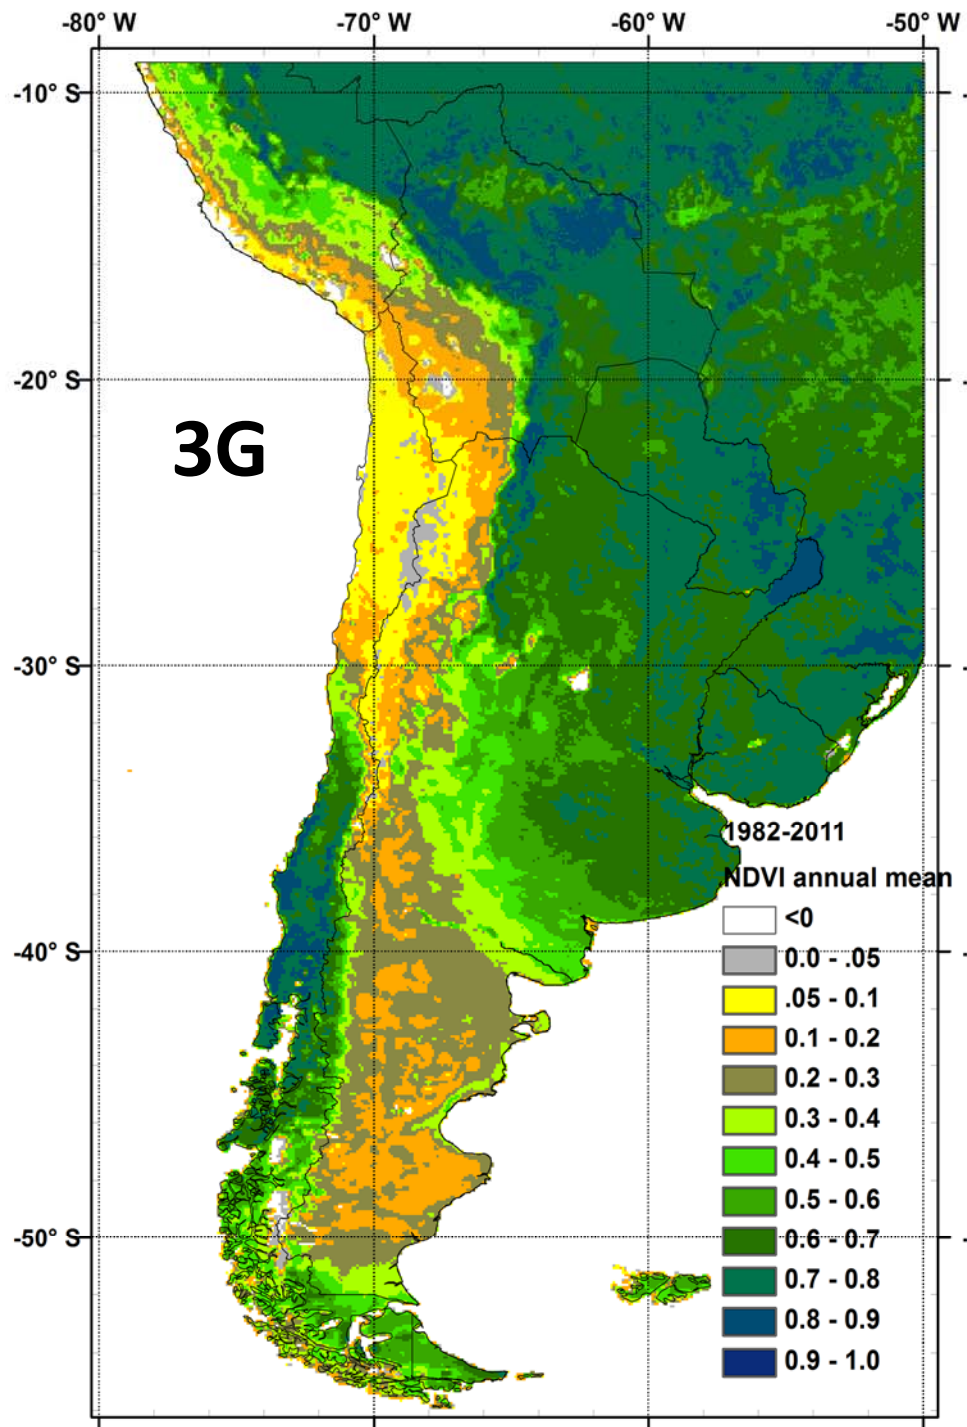 -80° W -70° W -60° W -50° W
-10° S
-20° S
3G
-30° S
1982-2011
NDVI annual mean
<0
-40° S
0.0 - .05
.05 - 0.1
0.1 - 0.2
0.2 - 0.3
0.3 - 0.4
0.4 - 0.5
0.5 - 0.6
-50° S
0.6 - 0.7
0.7 - 0.8
0.8 - 0.9
0.9 - 1.0